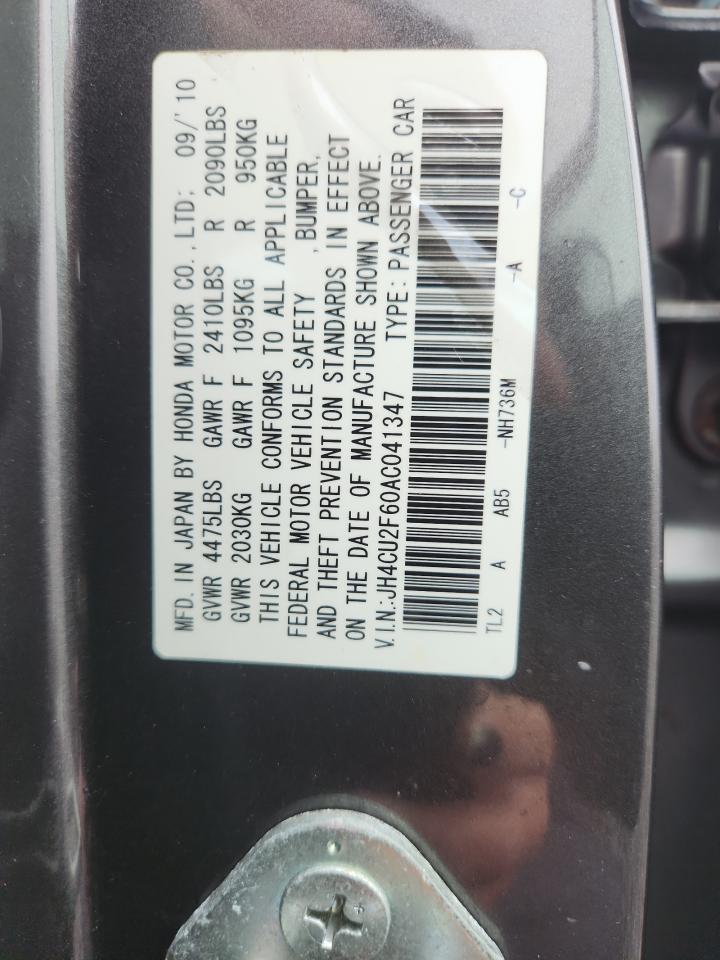 MFD. IN JAPAN BY HONDA MOTOR CO., LTD: 09/'10
GVWR 4475LBS GAWR F 2410LBS R 2090LBS
GVWR 2030KG GAWR F 1095KG R 950KG
THIS VEHICLE CONFORMS TO ALL APPLICABLE
FEDERAL MOTOR VEHICLE SAFETY , BUMPER,
AND THEFT PREVENTION STANDARDS IN EFFECT
ON THE DATE OF MANUFACTURE SHOWN ABOVE.
V.I.N.:JH4CU2F60AC041347 TYPE:PASSENGER CAR
TL2 A AB5 -NH736M -A -C